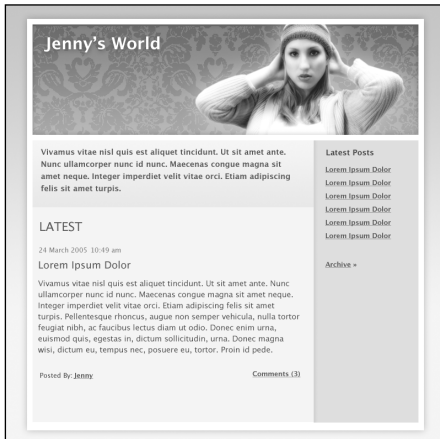 Jenny's World
Vivamus vitae nisl quis est aliquet tincidunt. Ut sit amet ante.
Nunc ullamcorper nunc id nunc. Maecenas congue magna sit
amet neque. Integer imperdiet velit vitae orci. Etiam adipiscing
felis sit amet turpis.
LATEST
24 March 2005 10:49 am
Lorem Ipsum Dolor
Vivamus vitae nisl quis est aliquet tincidunt. Ut sit amet ante. Nunc
ullamcorper nunc id nunc. Maecenas congue magna sit amet neque.
Integer imperdiet velit vitae orci. Etiam adipiscing felis sit amet
turpis. Pellentesque rhoncus, augue non semper vehicula, nulla tortor
feugiat nibh, ac faucibus lectus diam ut odio. Donec enim urna,
euismod quis, egestas in, dictum sollicitudin, urna. Donec magna
wisi, dictum eu, tempus nec, posuere eu, tortor. Proin id pede.
Posted By: Jenny
Comments (3)
Latest Posts
Lorem Ipsum Dolor
Lorem Ipsum Dolor
Lorem Ipsum Dolor
Lorem Ipsum Dolor
Lorem Ipsum Dolor
Lorem Ipsum Dolor
Archive »